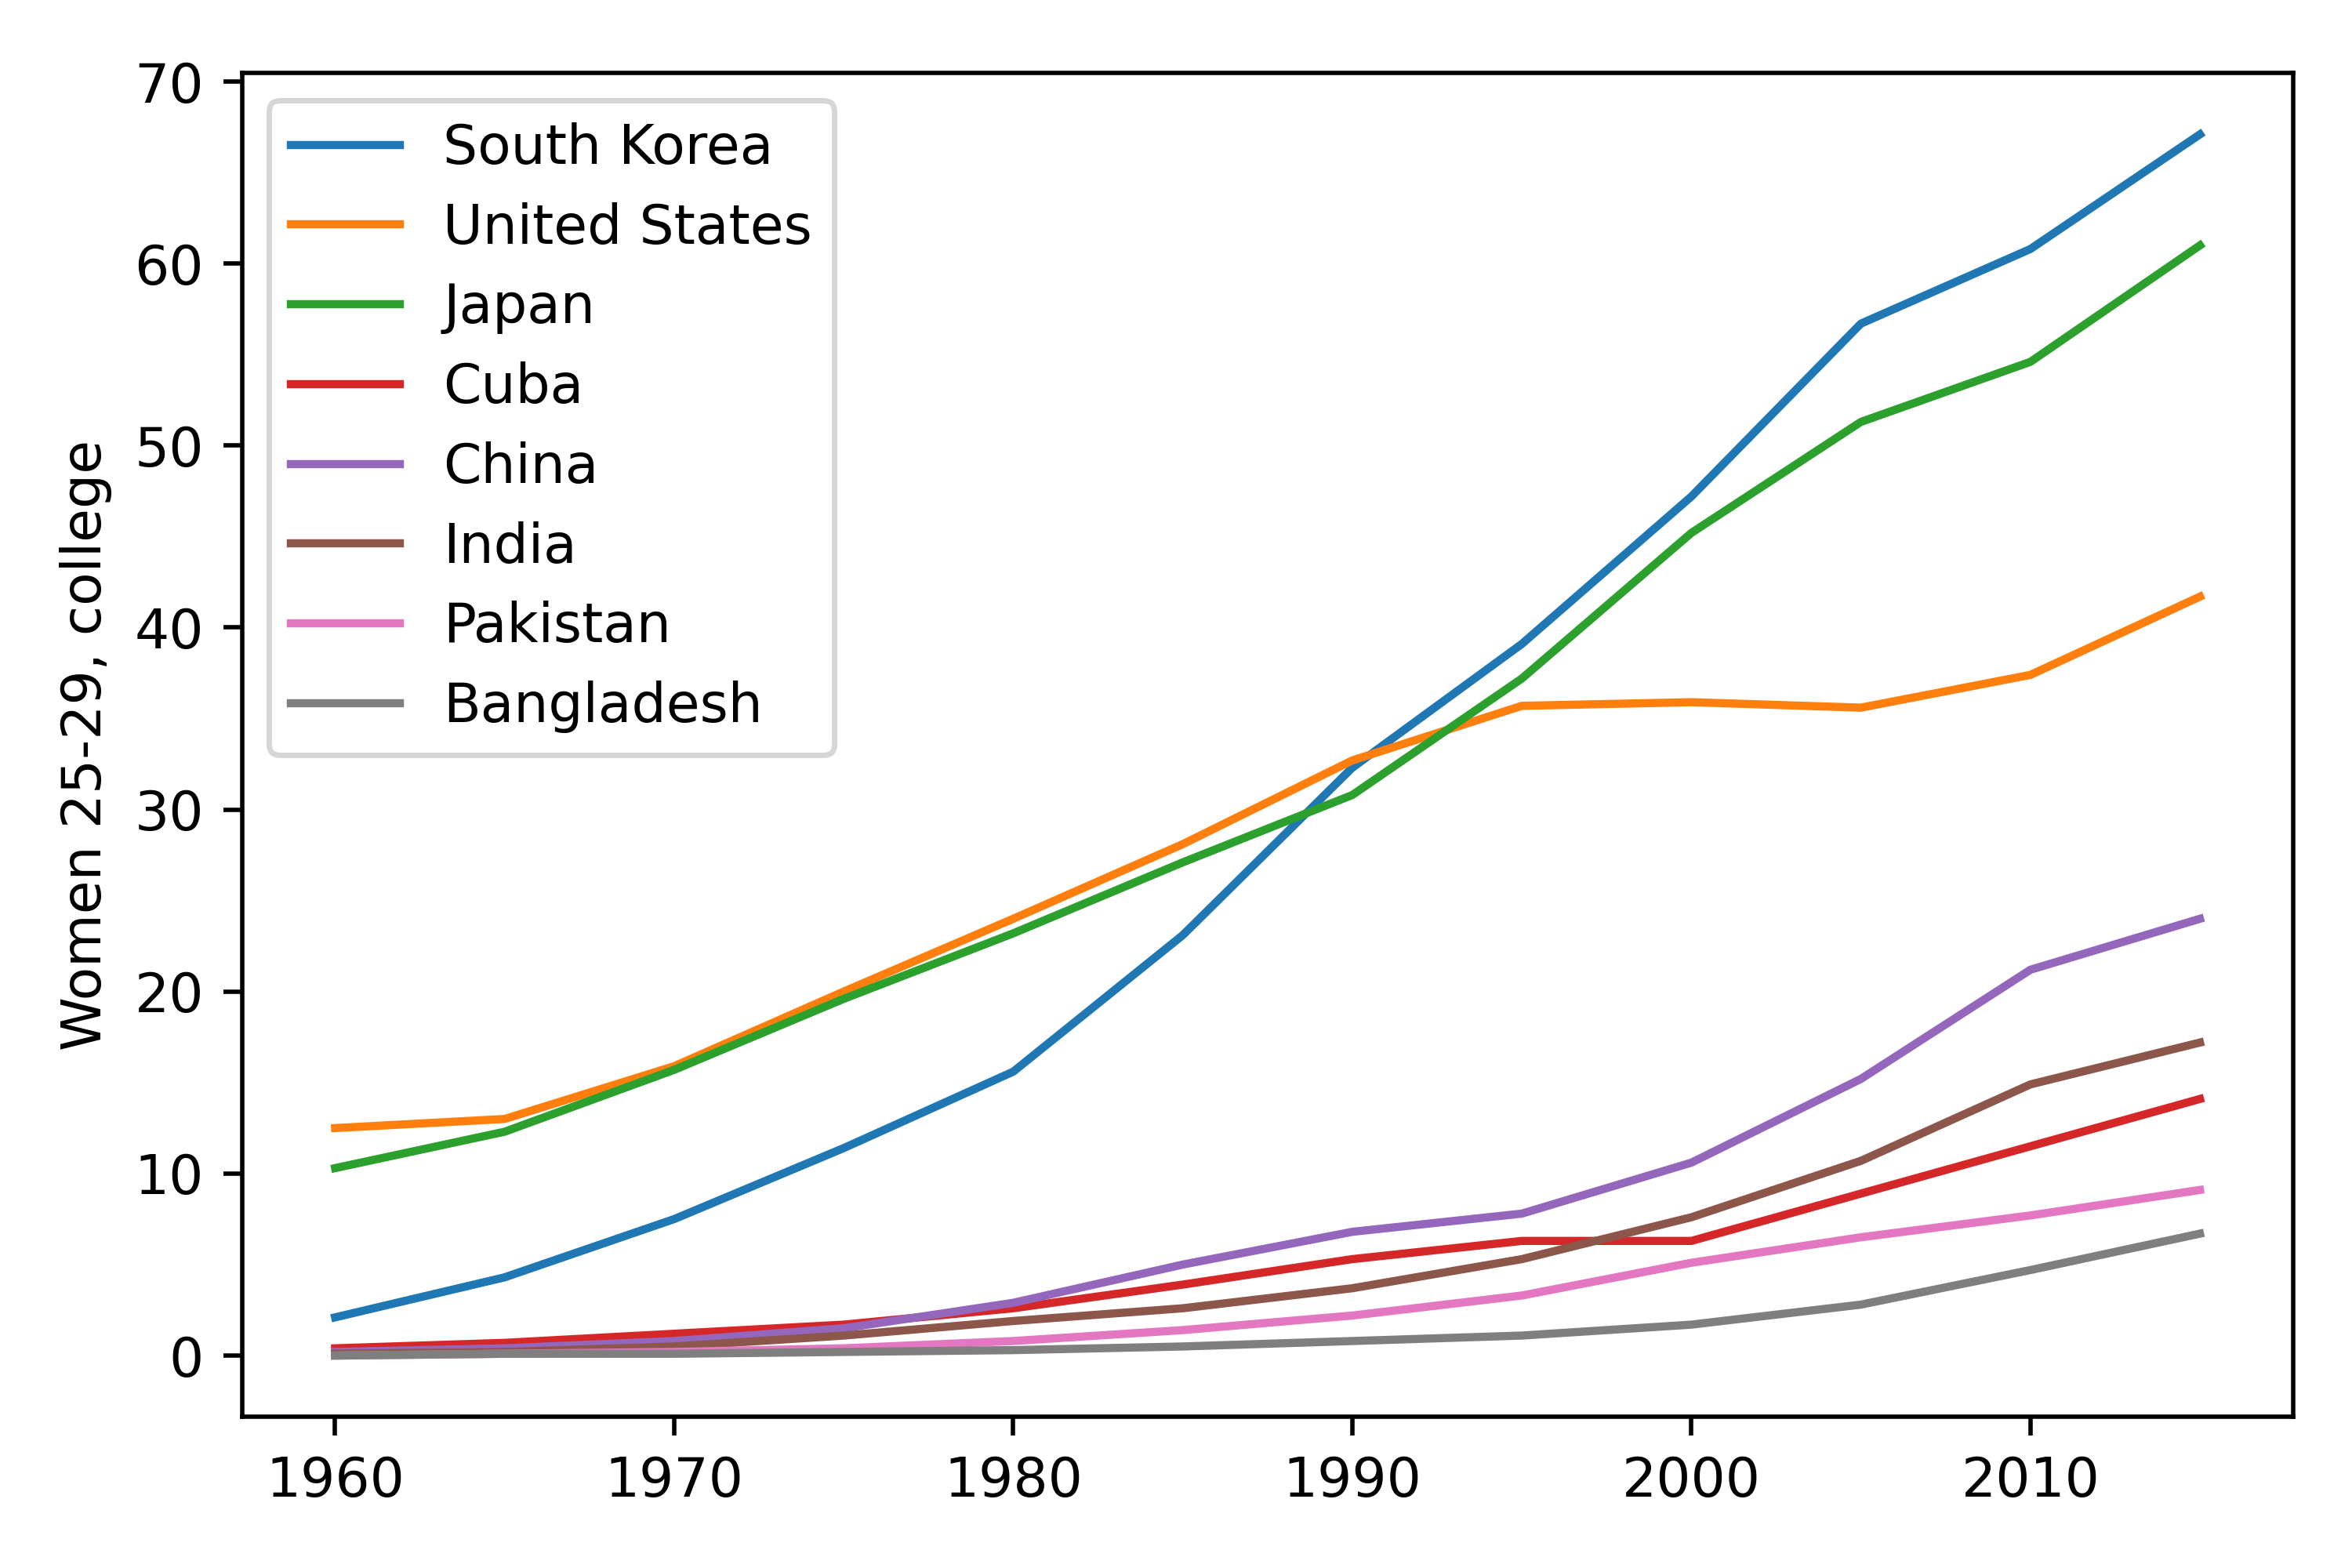 70
60
50
40
30
20
10
0
Women 25-29, college
South Korea
United States
Japan
Cuba
China
India
Pakistan
Bangladesh
1960 1970 1980 1990 2000 2010